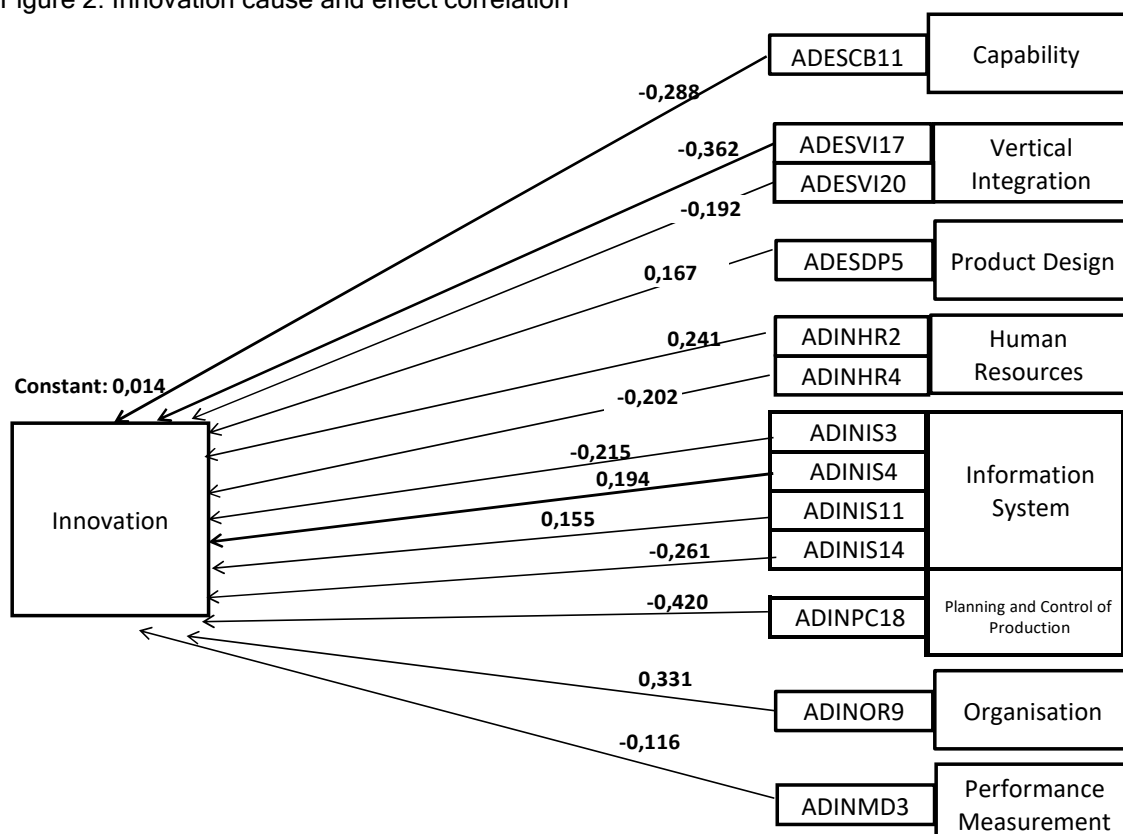 Figure 2. Innovation cause and effect correlation
ADESCB11
Capability
-0,288
ADESVI17
Vertical
Integration
-0,362
ADESVI20
-0,192
ADESDP5
Product Design
0,167
ADINHR2
Human
Resources
0,241
ADINHR4
Constant: 0,014
-0,202
ADINIS3
-0,215
ADINIS4
Information
System
0,194
Innovation
ADINIS11
0,155
ADINIS14
-0,261
-0,420
ADINPC18
Planning and Control of
Production
0,331
ADINOR9
Organisation
-0,116
ADINMD3
Performance
Measurement